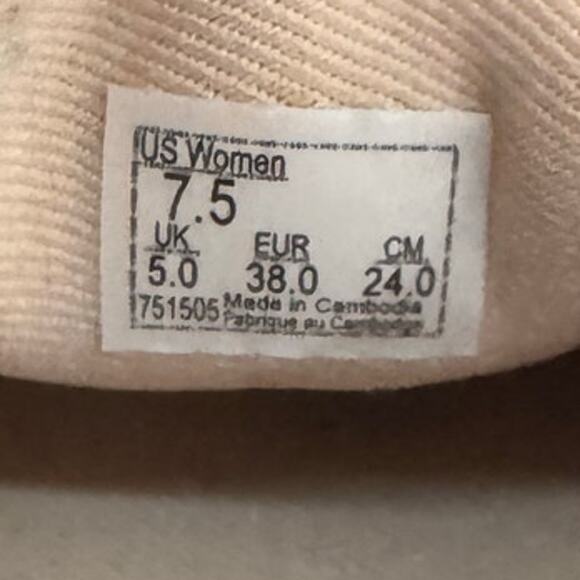 US Women
7.5
UK EUR CM
5.0 38.0 24.0
751505 Made in Cambodia
Fabrique au Cambodge